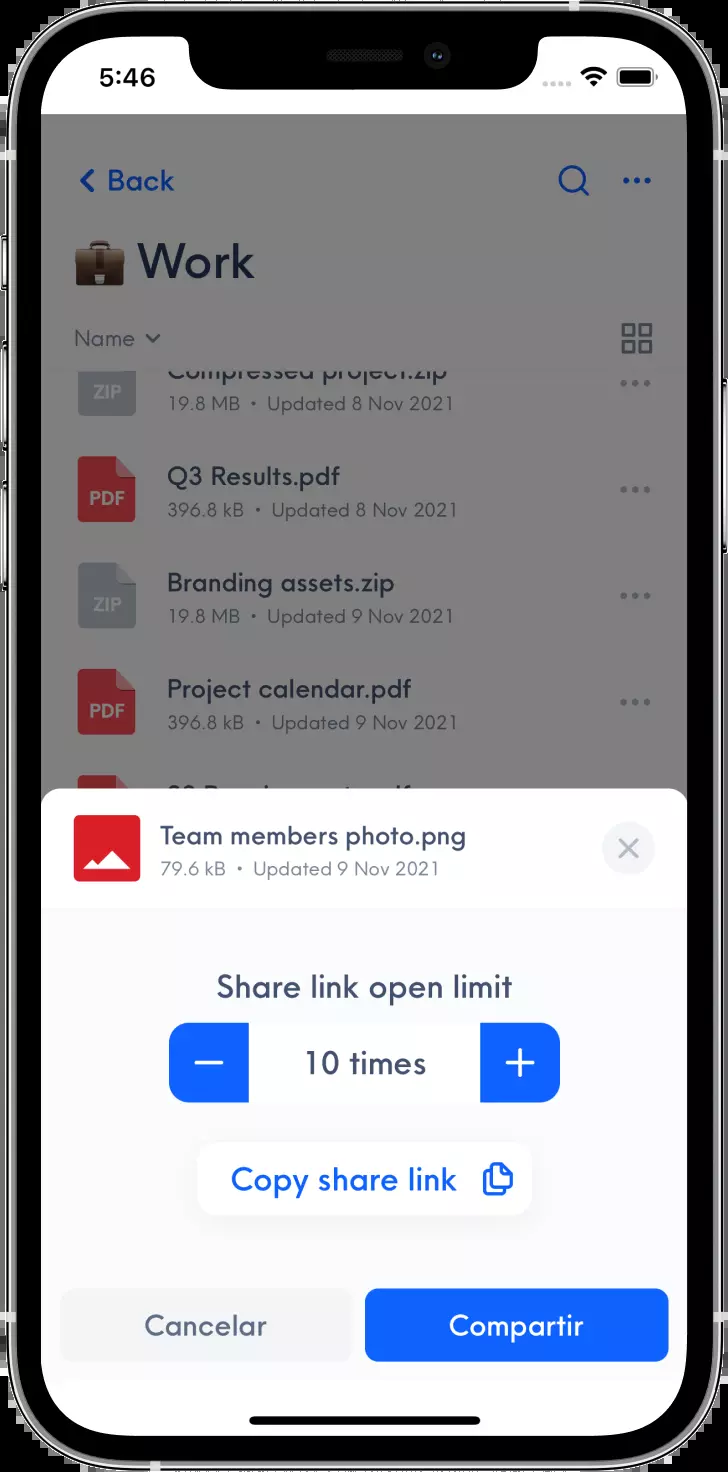 5:46
Back
Work
Name
ZIP
Compressed project.zip
19.8 MB • Updated 8 Nov 2021
PDF
Q3 Results.pdf
396.8 kB • Updated 8 Nov 2021
ZIP
Branding assets.zip
19.8 MB • Updated 9 Nov 2021
PDF
Project calendar.pdf
396.8 kB • Updated 9 Nov 2021
Team members photo.png
79.6 kB • Updated 9 Nov 2021
Share link open limit
10 times
Copy share link
Cancelar
Compartir